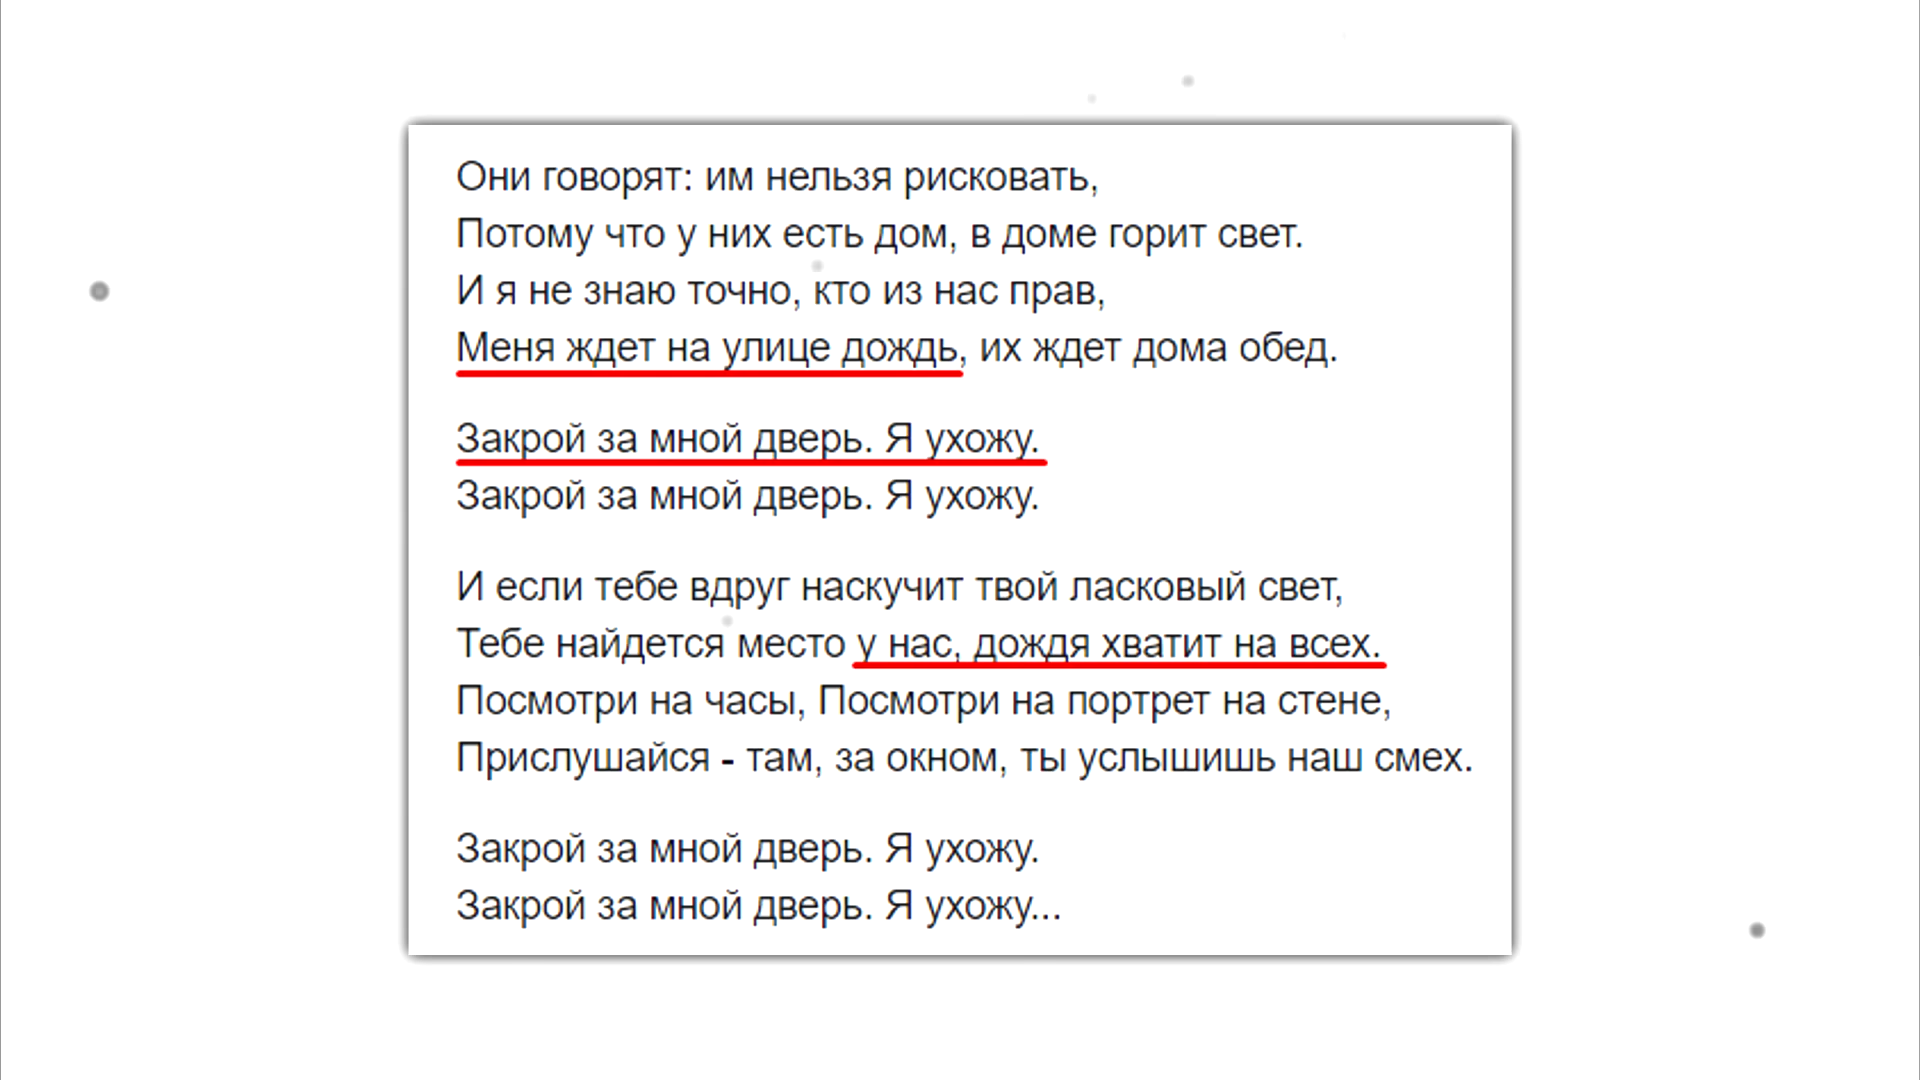 Они говорят: им нельзя рисковать,
Потому что у них есть дом, в доме горит свет.
И я не знаю точно, кто из нас прав,
Меня ждет на улице дождь, их ждет дома обед.
Закрой за мной дверь. Я ухожу.
Закрой за мной дверь. Я ухожу.
И если тебе вдруг наскучит твой ласковый свет,
Тебе найдется место у нас, дождя хватит на всех.
Посмотри на часы, Посмотри на портрет на стене,
Прислушайся - там, за окном, ты услышишь наш смех.
Закрой за мной дверь. Я ухожу.
Закрой за мной дверь. Я ухожу...